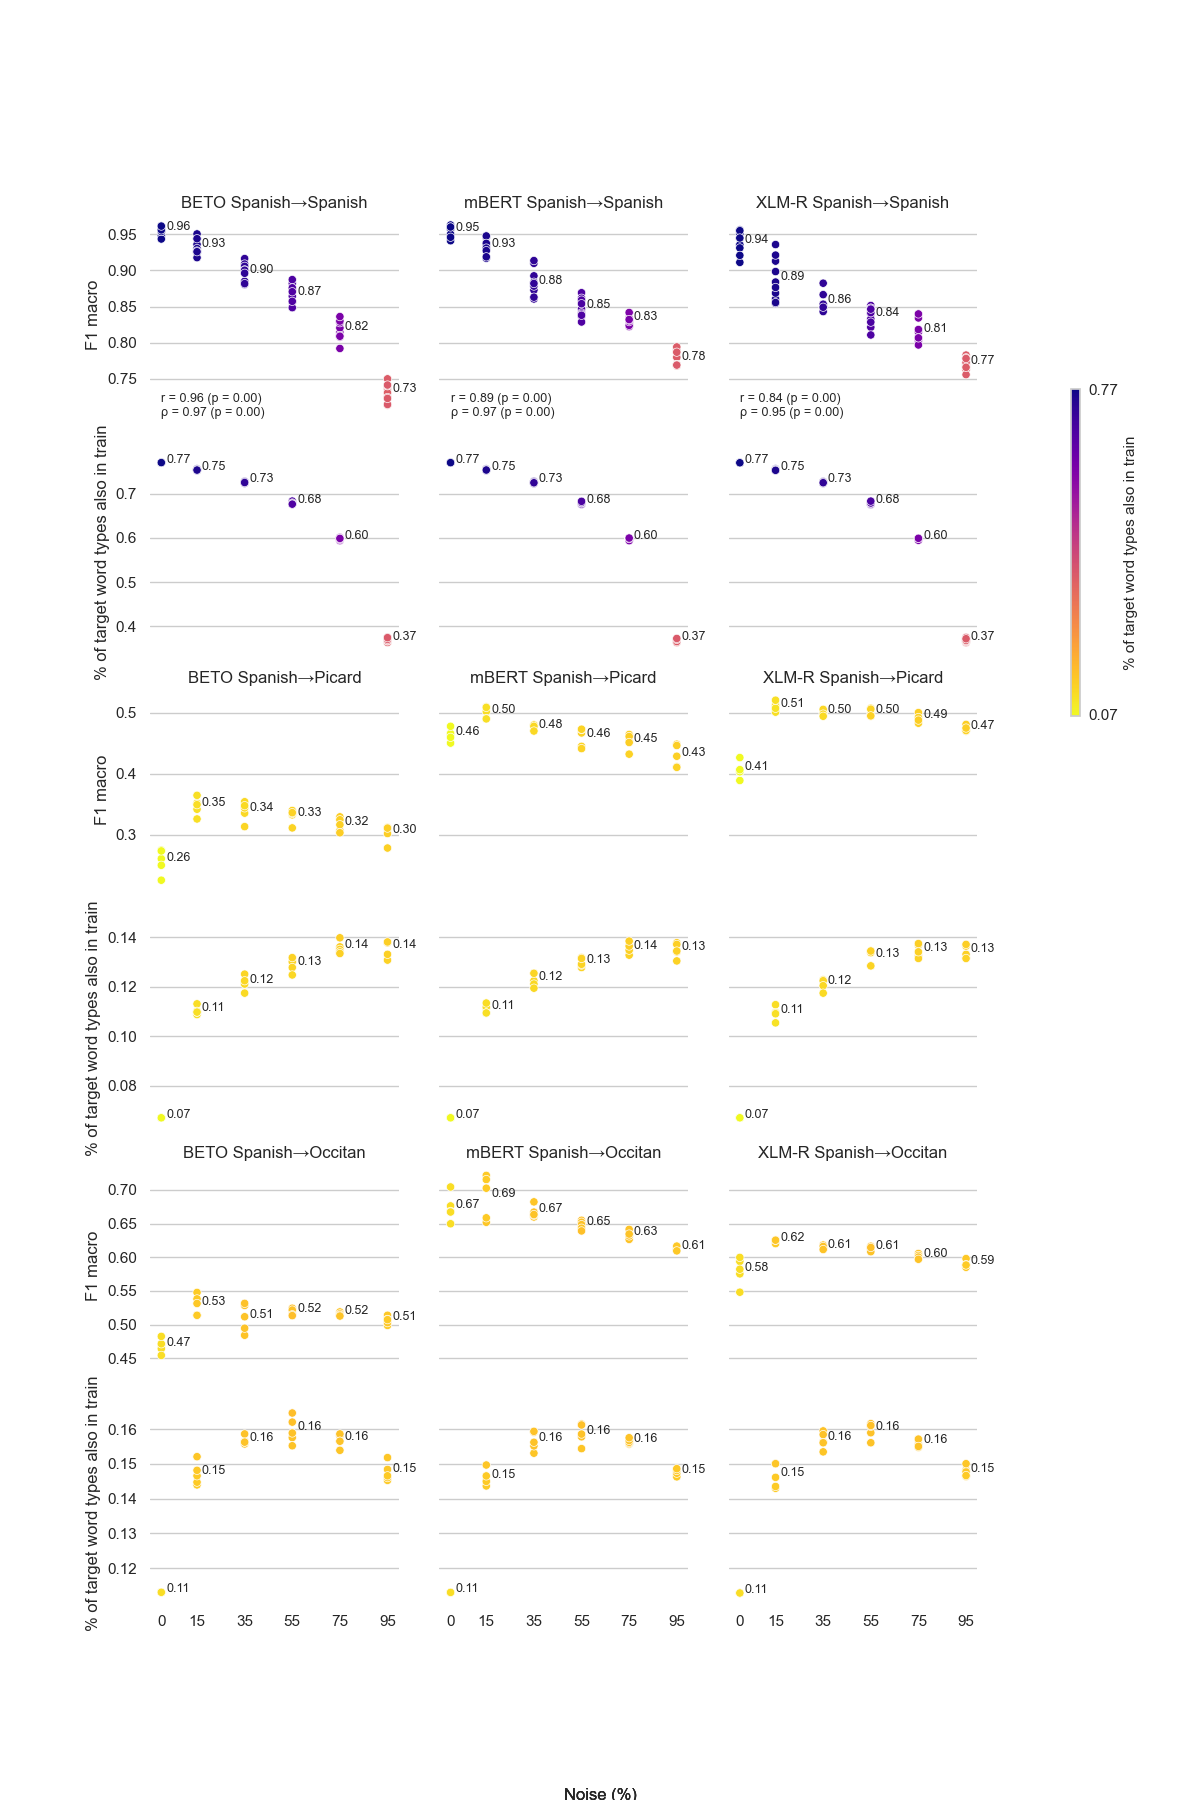 BETO Spanish→Spanish mBERT Spanish→Spanish XLM-R Spanish→Spanish
F1 macro
0.95
0.90
0.85
0.80
0.75
0.96 0.93 0.90 0.87 0.82 0.73
r = 0.96 (p = 0.00)
ρ = 0.97 (p = 0.00)
0.95 0.93 0.88 0.85 0.83 0.78
r = 0.89 (p = 0.00)
ρ = 0.97 (p = 0.00)
0.94 0.89 0.86 0.84 0.81 0.77
r = 0.84 (p = 0.00)
ρ = 0.95 (p = 0.00)
% of target word types also in train
0.7
0.6
0.5
0.4
0.77 0.75 0.73 0.68 0.60 0.37
0.77 0.75 0.73 0.68 0.60 0.37
0.77 0.75 0.73 0.68 0.60 0.37
0.77
% of target word types also in train
0.07
BETO Spanish→Picard mBERT Spanish→Picard XLM-R Spanish→Picard
F1 macro
0.5
0.4
0.3
0.26 0.35 0.34 0.33 0.32 0.30
0.46 0.50 0.48 0.46 0.45 0.43
0.41 0.51 0.50 0.50 0.49 0.47
% of target word types also in train
0.14
0.12
0.10
0.08
0.07 0.11 0.12 0.13 0.14 0.14
0.07 0.11 0.12 0.13 0.14 0.13
0.07 0.11 0.12 0.13 0.13 0.13
BETO Spanish→Occitan mBERT Spanish→Occitan XLM-R Spanish→Occitan
F1 macro
0.70
0.65
0.60
0.55
0.50
0.45
0.47 0.53 0.51 0.52 0.52 0.51
0.67 0.69 0.67 0.65 0.63 0.61
0.58 0.62 0.61 0.61 0.60 0.59
% of target word types also in train
0.16
0.15
0.14
0.13
0.12
0.11 0.15 0.16 0.16 0.16 0.15
0.11 0.15 0.16 0.16 0.16 0.15
0.11 0.15 0.16 0.16 0.16 0.15
0 15 35 55 75 95 0 15 35 55 75 95 0 15 35 55 75 95
Noise (%)